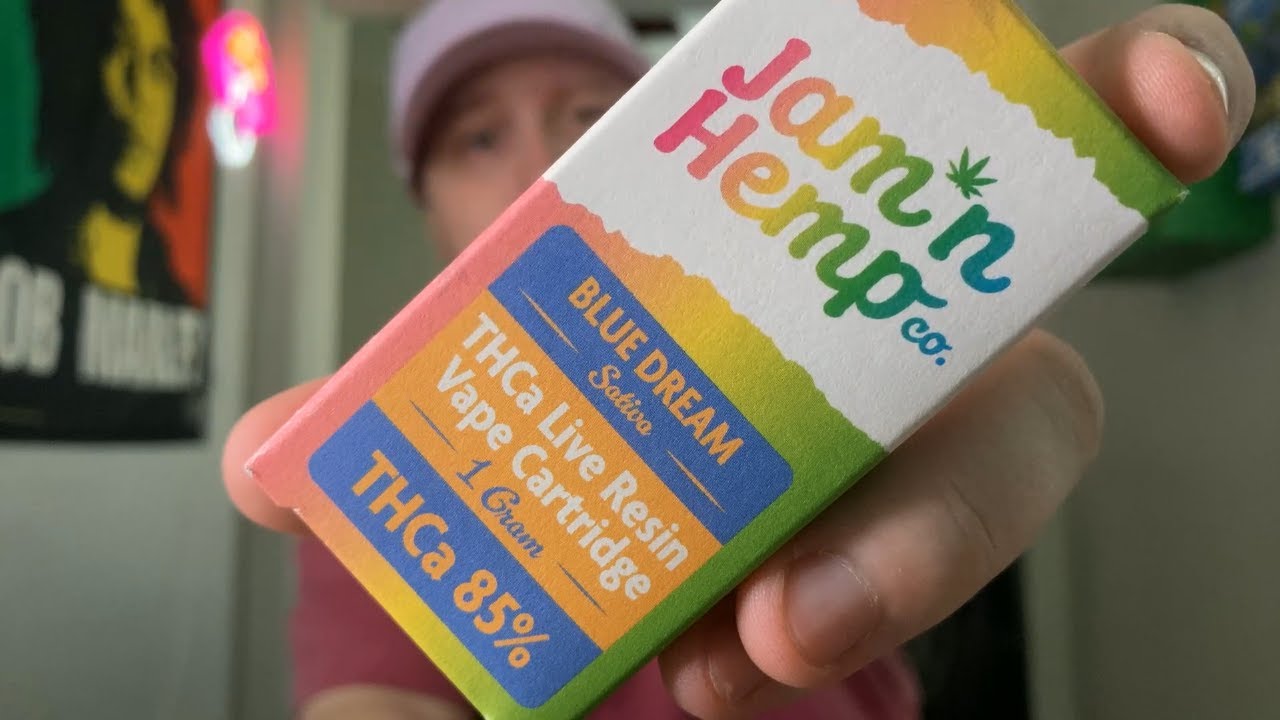 Jam'n
Hemp
co.
BLUE DREAM
Sativa
THCa Live Resin
Vape Cartridge
1 Gram
THCa 85%